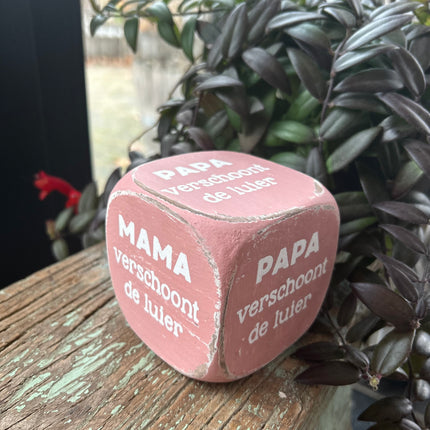 PAPA
verschoont
de luier
MAMA
verschoont
de luier
PAPA
verschoont
de luier